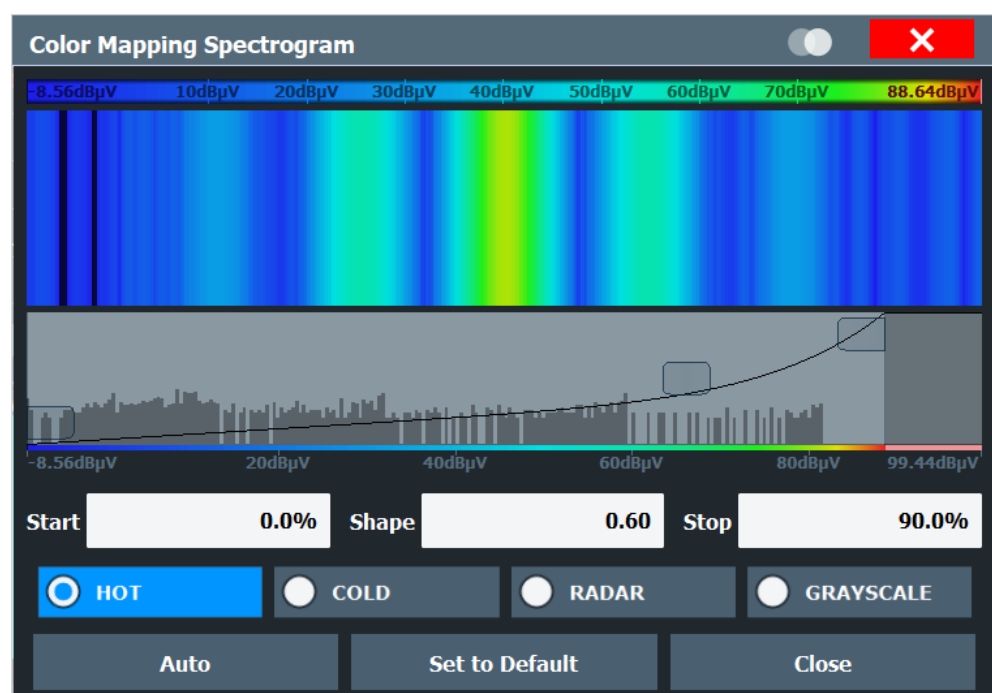 Color Mapping Spectrogram
-8.56dBµV 10dBµV 20dBµV 30dBµV 40dBµV 50dBµV 60dBµV 70dBµV 88.64dBµV
-8.56dBµV 20dBµV 40dBµV 60dBµV 80dBµV 99.44dBµV
Start 0.0% Shape 0.60 Stop 90.0%
HOT COLD RADAR GRAYSCALE
Auto Set to Default Close